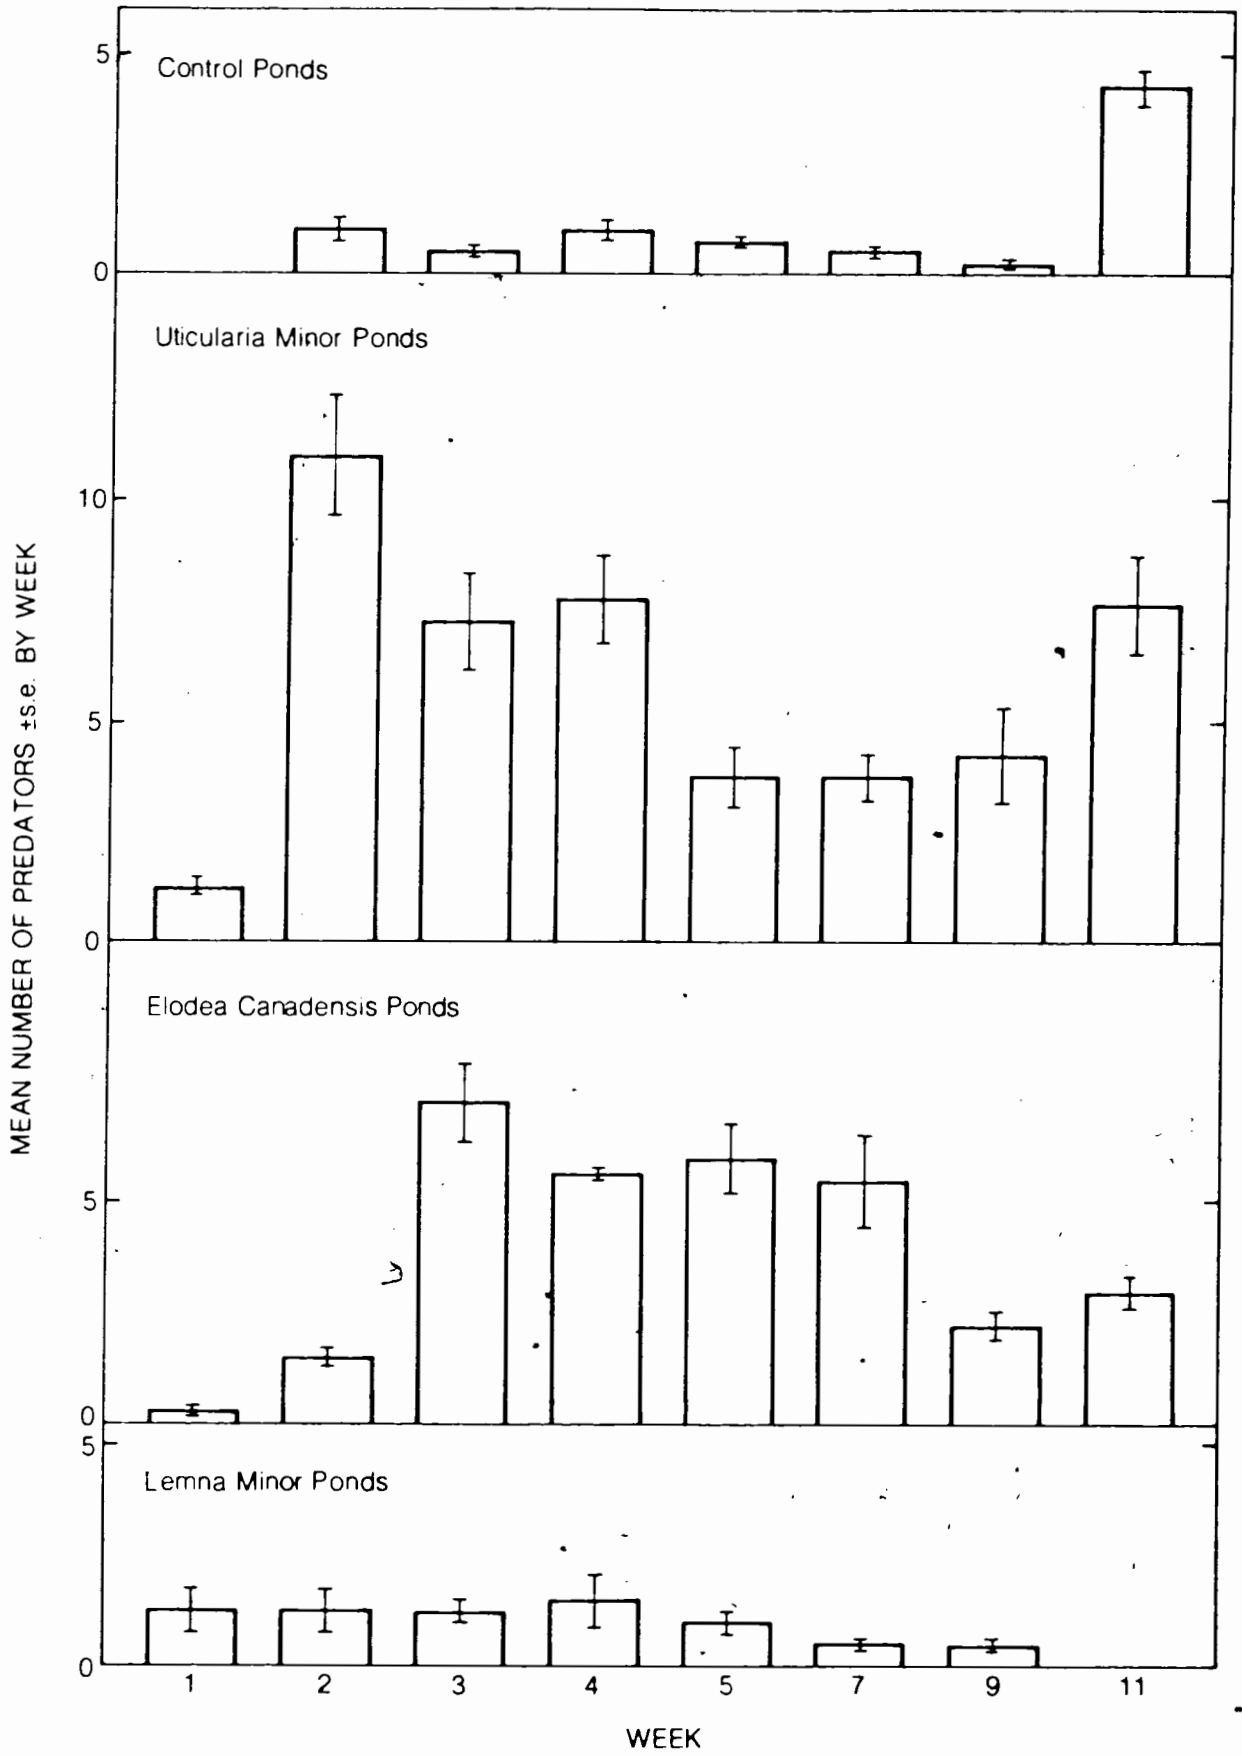 5
Control Ponds
0
Uticularia Minor Ponds
10
5
0
MEAN NUMBER OF PREDATORS ±s.e. BY WEEK
Elodea Canadensis Ponds
5
0
5
Lemna Minor Ponds
0
1 2 3 4 5 7 9 11
WEEK